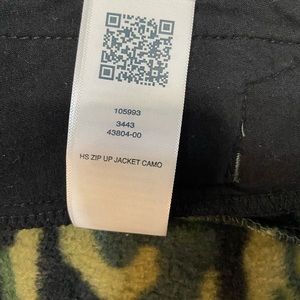 105993
3443
43804-00
HS ZIP UP JACKET CAMO